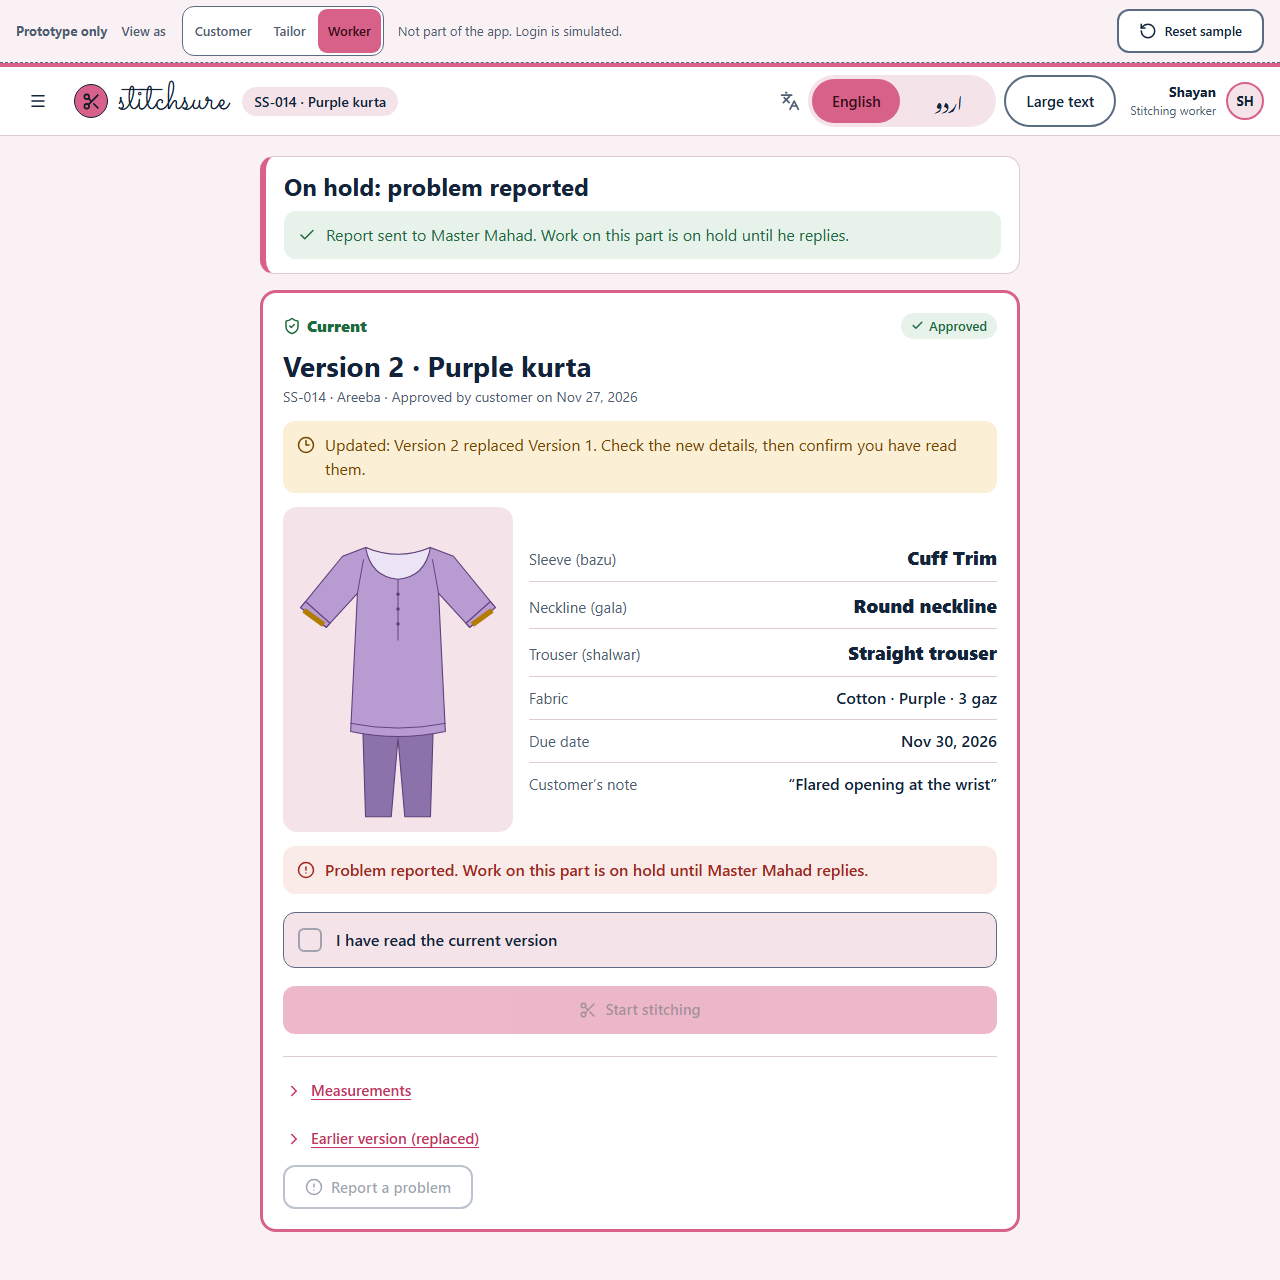 Prototype only View as Customer Tailor Worker Not part of the app. Login is simulated. Reset sample
stitchsure SS-014 · Purple kurta English اردو Large text Shayan
Stitching worker SH
On hold: problem reported
Report sent to Master Mahad. Work on this part is on hold until he replies.
Current Approved
Version 2 · Purple kurta
SS-014 · Areeba · Approved by customer on Nov 27, 2026
Updated: Version 2 replaced Version 1. Check the new details, then confirm you have read
them.
Sleeve (bazu) Cuff Trim
Neckline (gala) Round neckline
Trouser (shalwar) Straight trouser
Fabric Cotton · Purple · 3 gaz
Due date Nov 30, 2026
Customer’s note “Flared opening at the wrist”
Problem reported. Work on this part is on hold until Master Mahad replies.
I have read the current version
Start stitching
Measurements
Earlier version (replaced)
Report a problem